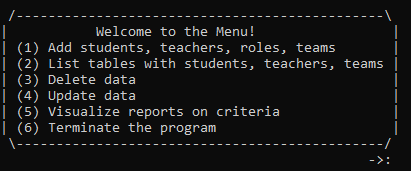 /----------------------------------------------\
| Welcome to the Menu! |
| (1) Add students, teachers, roles, teams |
| (2) List tables with students, teachers, teams |
| (3) Delete data |
| (4) Update data |
| (5) Visualize reports on criteria |
| (6) Terminate the program |
\----------------------------------------------/
->: